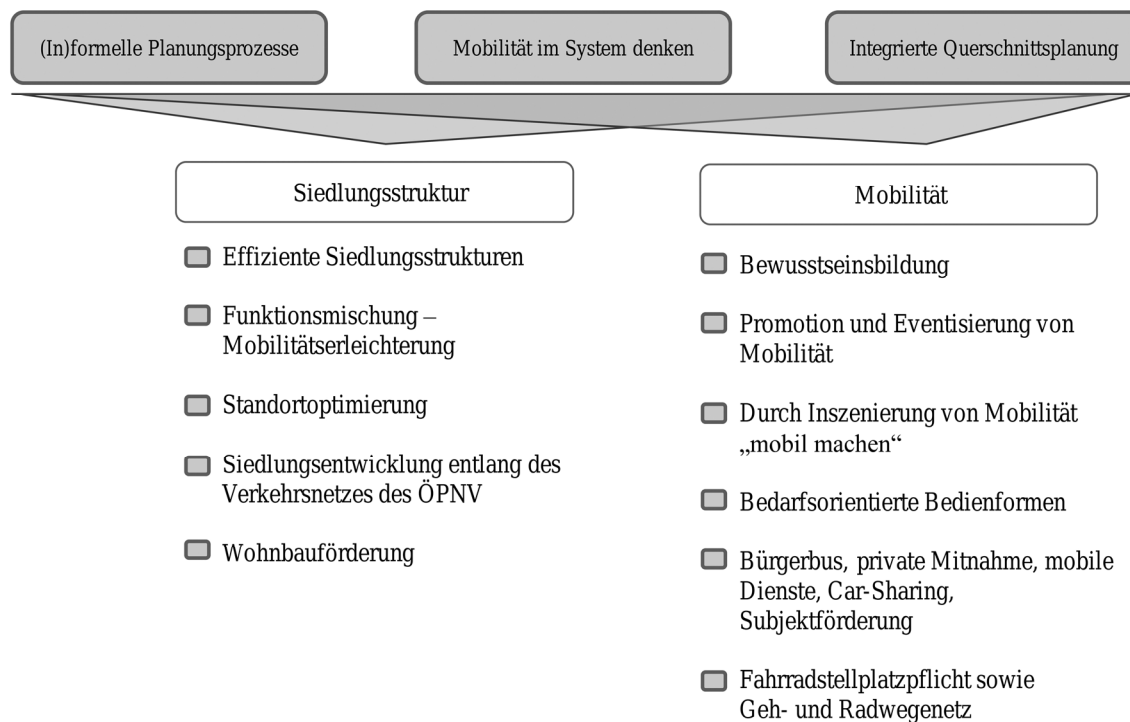 (In)formelle Planungsprozesse
Mobilität im System denken
Integrierte Querschnittsplanung
Siedlungsstruktur
Effiziente Siedlungsstrukturen
Funktionsmischung –
Mobilitätserleichterung
Standortoptimierung
Siedlungsentwicklung entlang des
Verkehrsnetzes des ÖPNV
Wohnbauförderung
Mobilität
Bewusstseinsbildung
Promotion und Eventisierung von
Mobilität
Durch Inszenierung von Mobilität
„mobil machen“
Bedarfsorientierte Bedienformen
Bürgerbus, private Mitnahme, mobile
Dienste, Car-Sharing,
Subjektförderung
Fahrradstellplatzpflicht sowie
Geh- und Radwegenetz